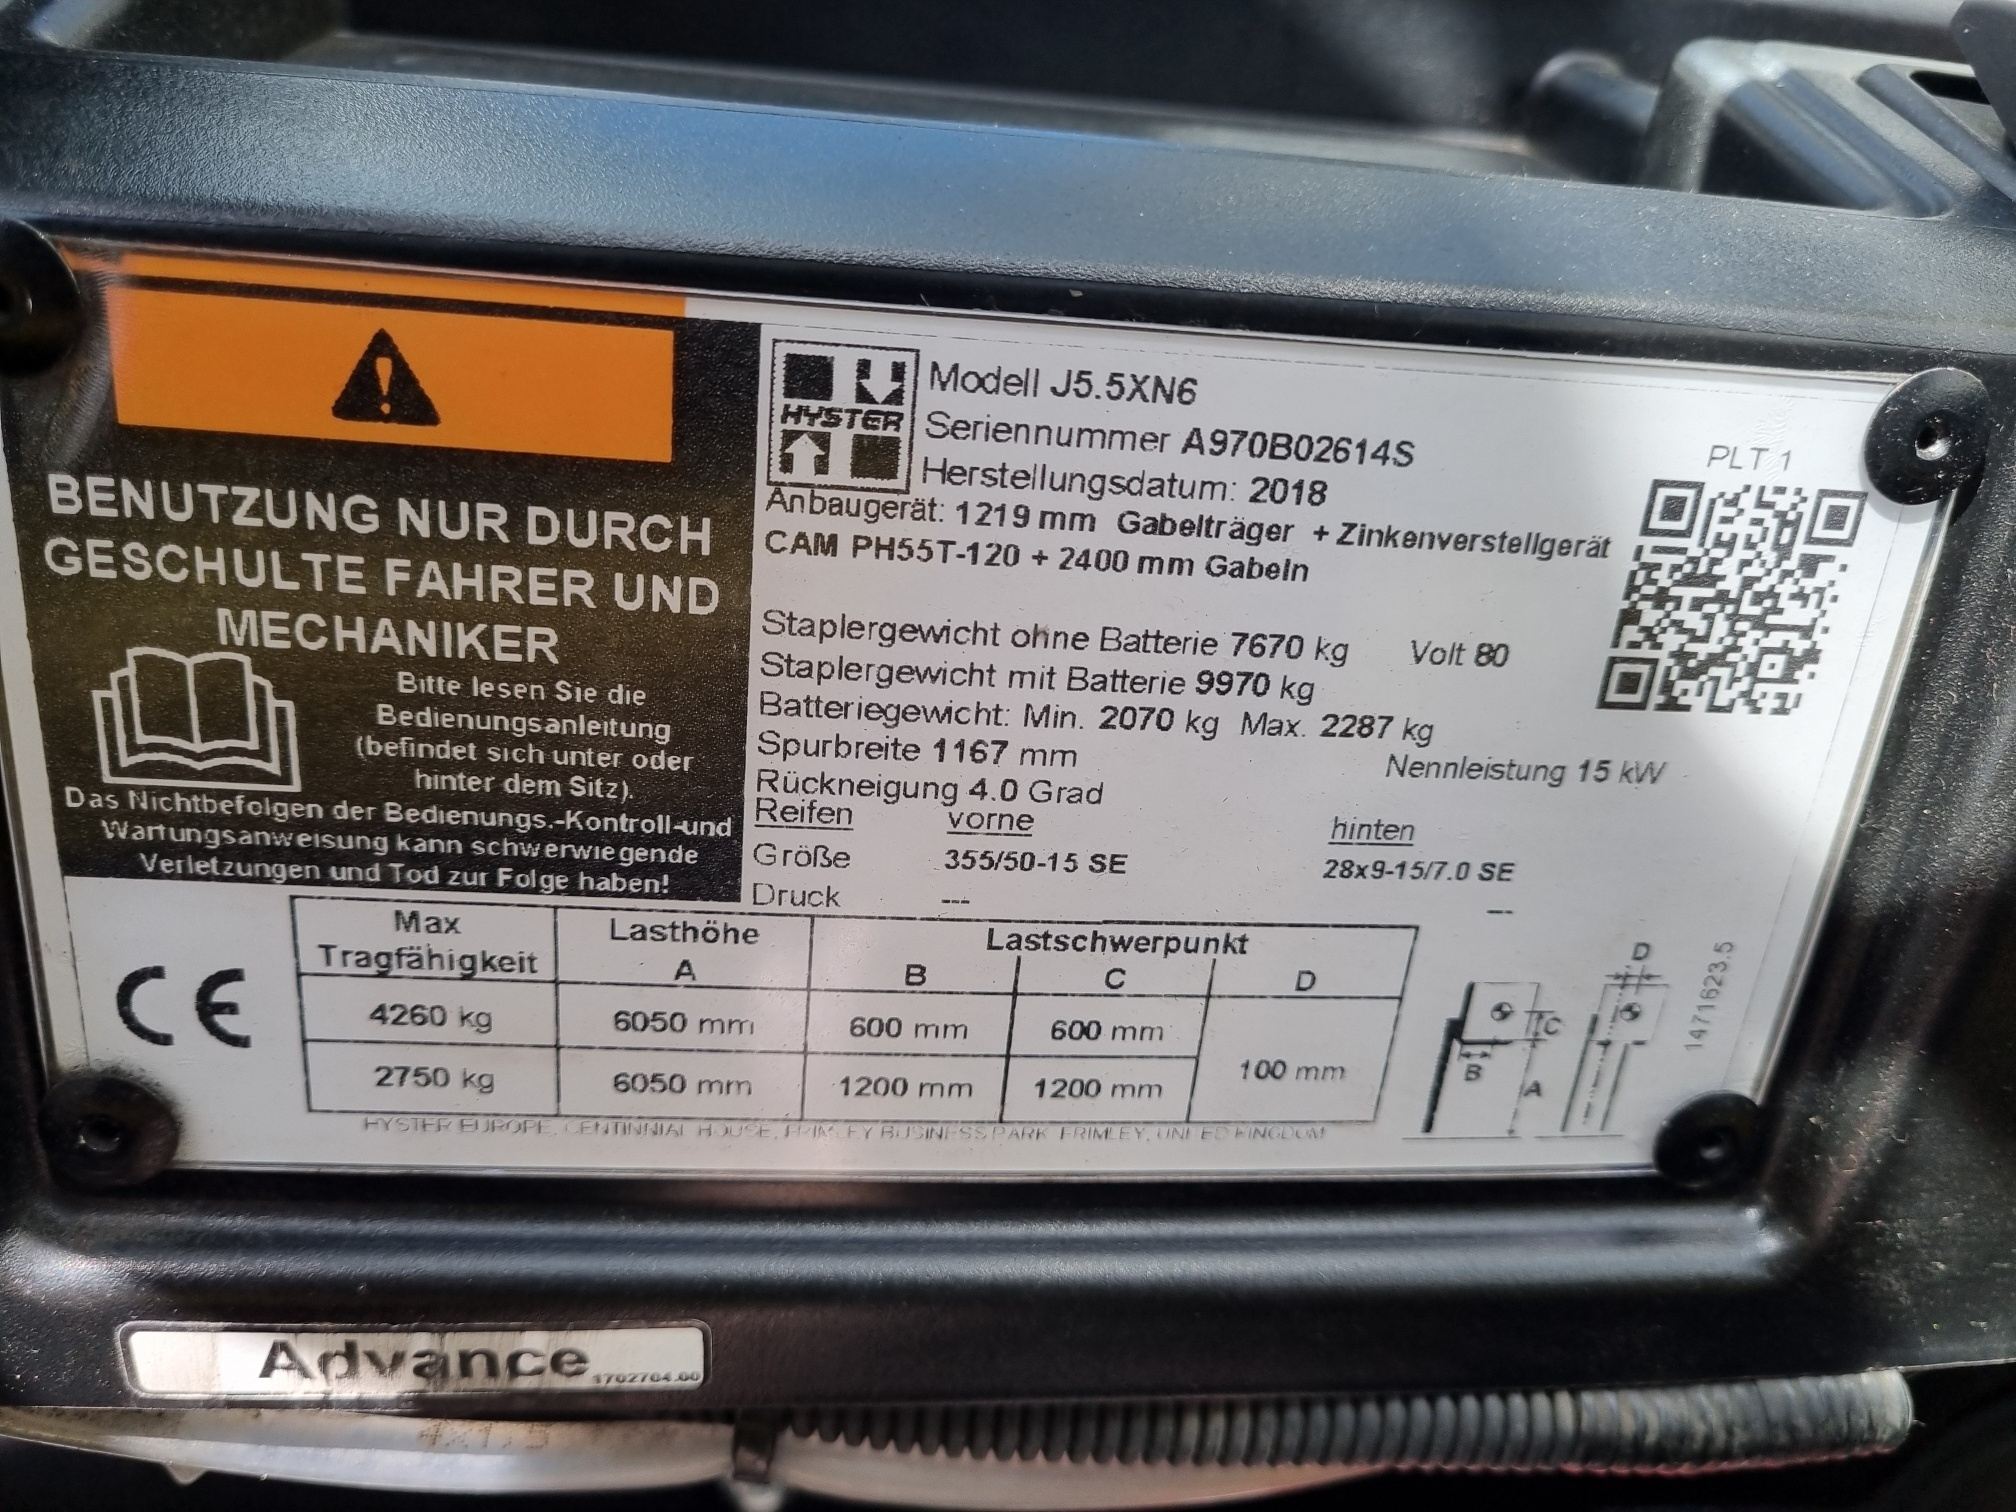 BENUTZUNG NUR DURCH
GESCHULTE FAHRER UND
MECHANIKER
Bitte lesen Sie die
Bedienungsanleitung
(befindet sich unter oder
hinter dem Sitz).
Das Nichtbefolgen der Bedienungs.-Kontroll-und
Wartungsanweisung kann schwerwiegende
Verletzungen und Tod zur Folge haben!
HYSTER
Modell J5.5XN6
Seriennummer A970B02614S
Herstellungsdatum: 2018
Anbaugerät: 1219 mm Gabelträger + Zinkenverstellgerät
CAM PH55T-120 + 2400 mm Gabeln
PLT 1
Staplergewicht ohne Batterie 7670 kg Volt 80
Staplergewicht mit Batterie 9970 kg
Batteriegewicht: Min. 2070 kg Max. 2287 kg
Spurbreite 1167 mm Nennleistung 15 kW
Rückneigung 4.0 Grad
Reifen vorne hinten
Größe 355/50-15 SE 28x9-15/7.0 SE
Druck --- ---
Max Tragfähigkeit Lasthöhe A Lastschwerpunkt B C D
4260 kg 6050 mm 600 mm 600 mm 100 mm
2750 kg 6050 mm 1200 mm 1200 mm
CE
B C A D
1471623.5
HYSTER EUROPE, CENTINNIAL HOUSE, FRIMLEY BUSINESS PARK FRIMLEY, UNITED KINGDOM
Advance 1702704.00